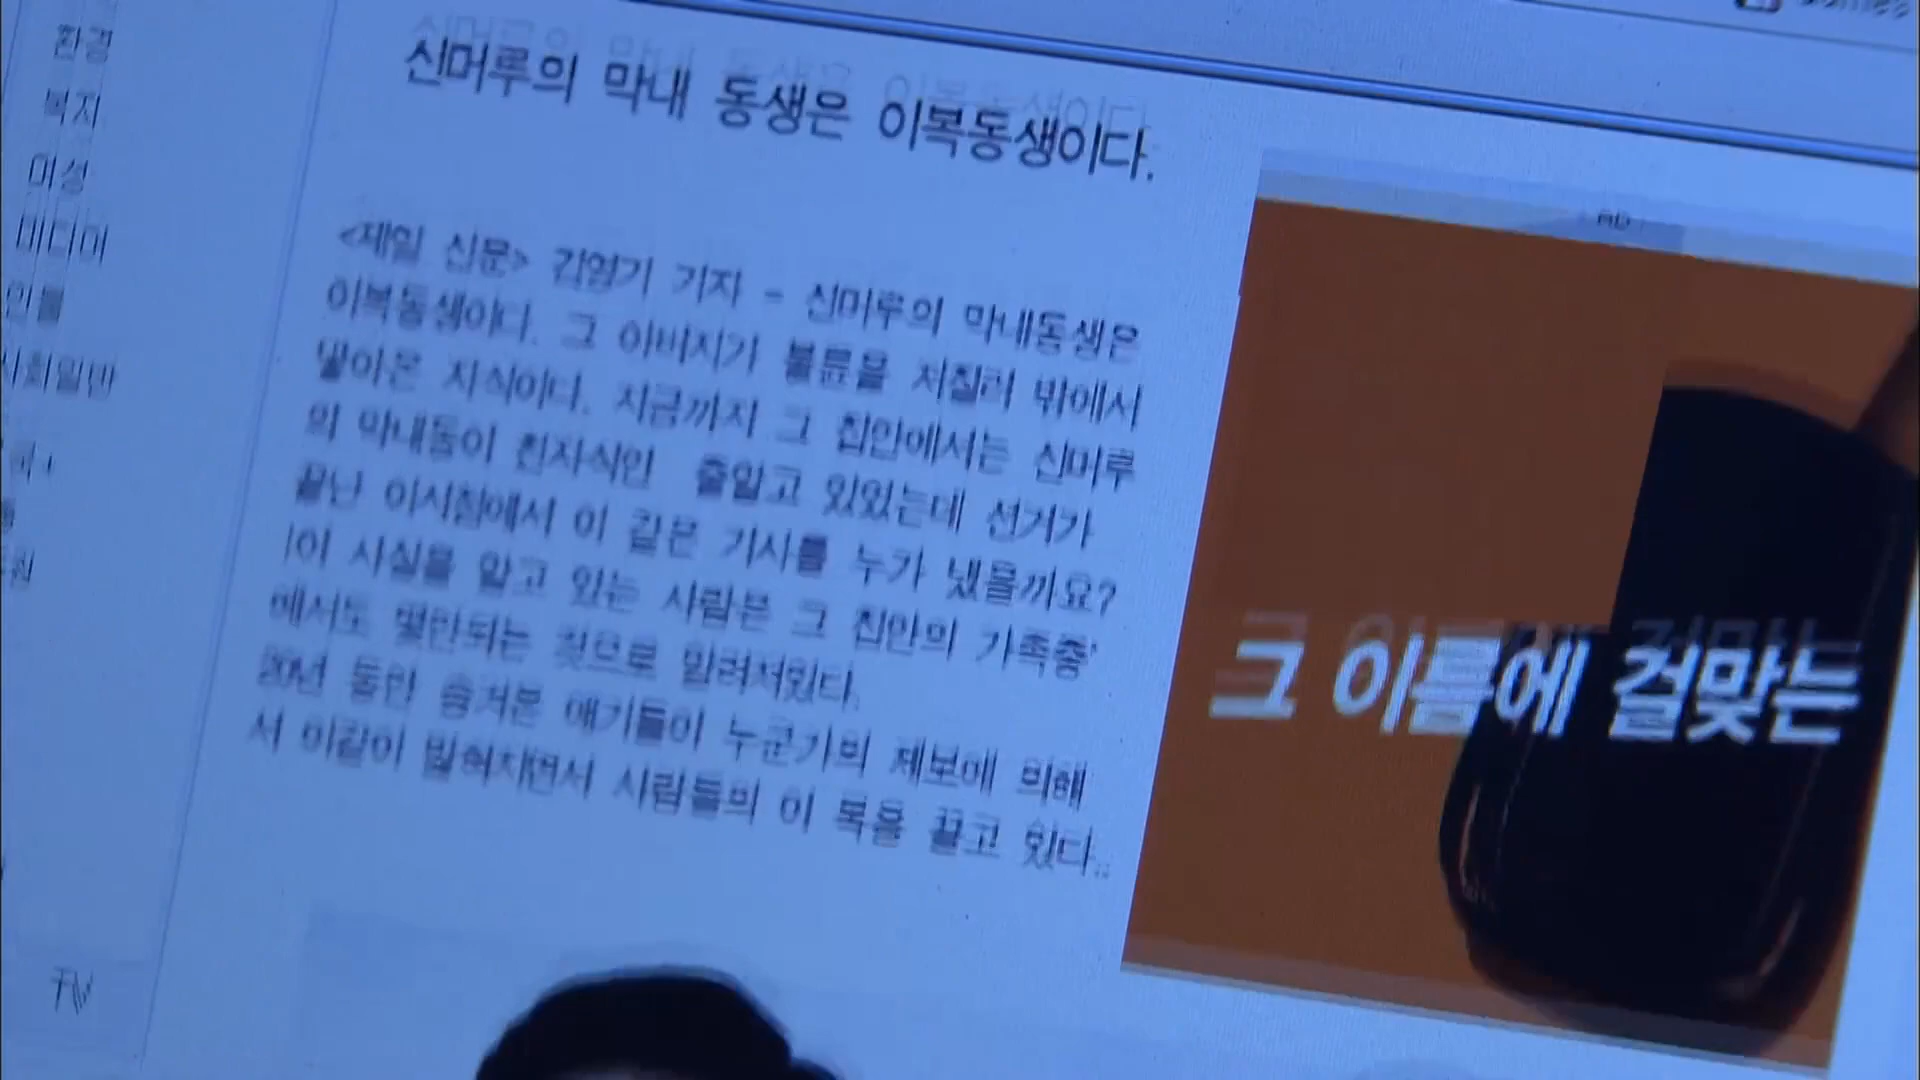 환경
복지
여성
미디어
인물
사회일반
TV
신머루의 막내 동생은 이복동생이다.
<제일 신문> 김영기 기자 - 신머루의 막내동생은
이복동생이다. 그 아버지가 불륜을 저질러 밖에서
낳아온 자식이다. 지금까지 그 집안에서는 신머루
의 막내동이 친자식인 줄알고 있었는데 선거가
끝난 이시점에서 이 같은 기사를 누가 냈을까요?
이 사실을 알고 있는 사람은 그 집안의 가족중
에서도 몇안되는 것으로 알려져있다.
20년 동안 숨겨온 얘기들이 누군가의 제보에 의해
서 이같이 밝혀지면서 사람들의 이 목을 끌고 있다..
AD
그 이름에 걸맞는